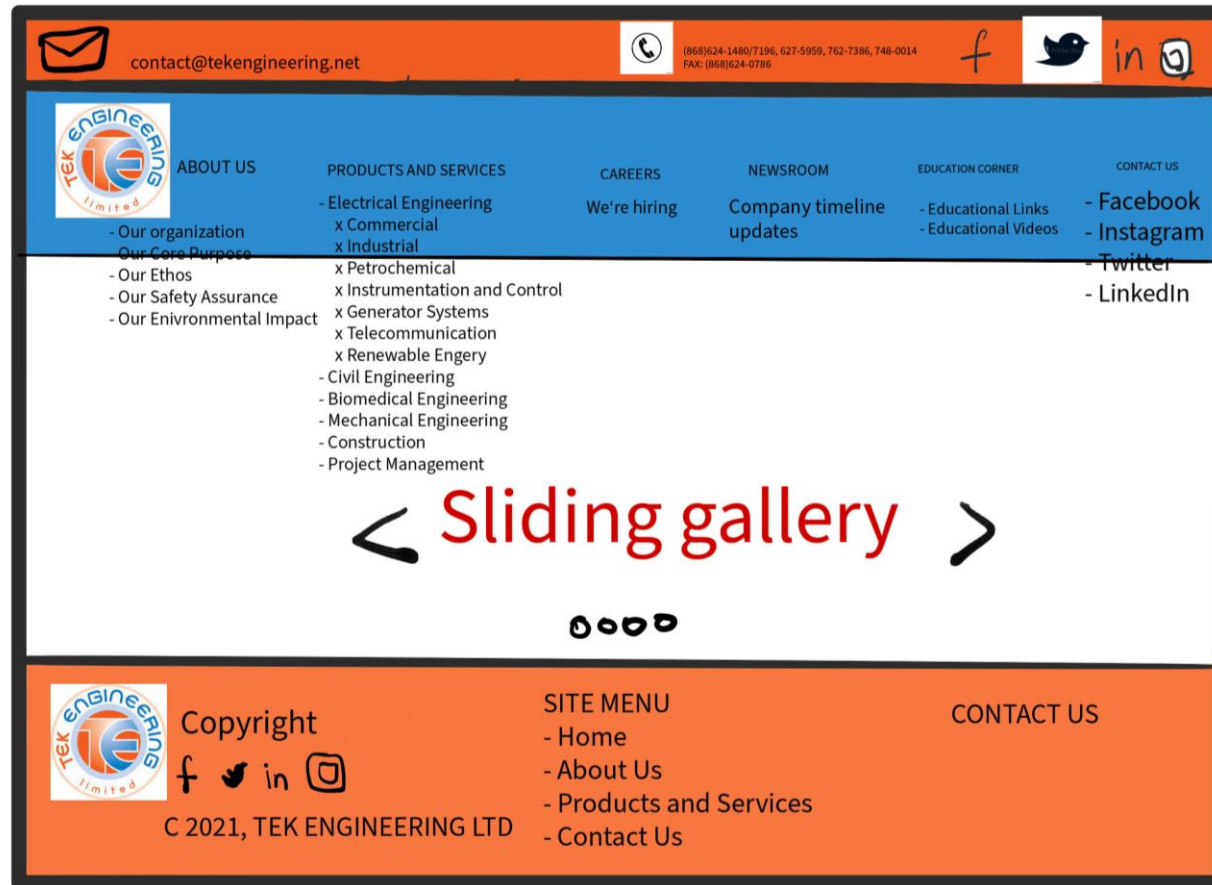 contact@tekengineering.net
(868)624-1480/7196, 627-5959, 762-7386, 748-0014
FAX: (868)624-0786
f
in
TEK ENGINEERING
limited
ABOUT US
- Our organization
- Our Core Purpose
- Our Ethos
- Our Safety Assurance
- Our Enivronmental Impact
PRODUCTS AND SERVICES
- Electrical Engineering
x Commercial
x Industrial
x Petrochemical
x Instrumentation and Control
x Generator Systems
x Telecommunication
x Renewable Engery
- Civil Engineering
- Biomedical Engineering
- Mechanical Engineering
- Construction
- Project Management
CAREERS
We're hiring
NEWSROOM
Company timeline
updates
EDUCATION CORNER
- Educational Links
- Educational Videos
CONTACT US
- Facebook
- Instagram
- Twitter
- LinkedIn
< Sliding gallery >
TEK ENGINEERING
limited
Copyright
f in
C 2021, TEK ENGINEERING LTD
SITE MENU
- Home
- About Us
- Products and Services
- Contact Us
CONTACT US